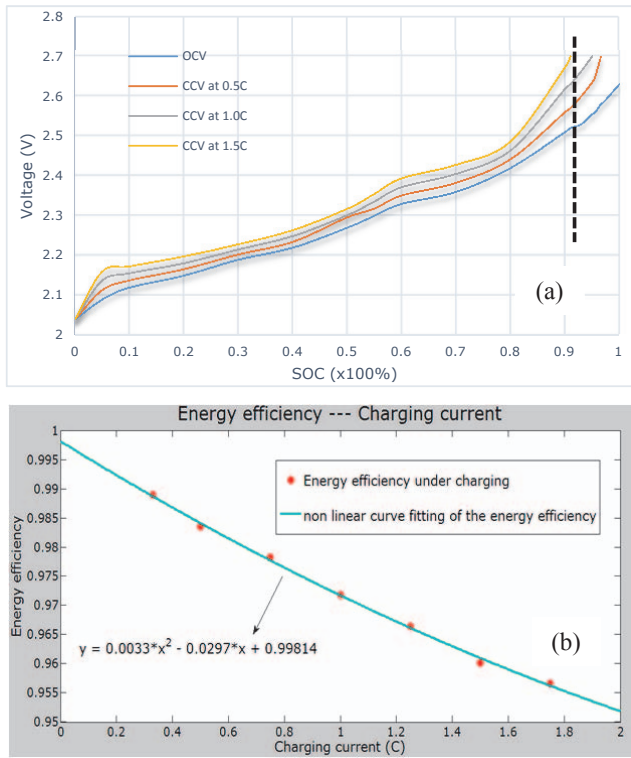 2.8
2.7
2.6
2.5
2.4
2.3
2.2
2.1
2
Voltage (V)
OCV
CCV at 0.5C
CCV at 1.0C
CCV at 1.5C
(a)
0 0.1 0.2 0.3 0.4 0.5 0.6 0.7 0.8 0.9 1
SOC (x100%)
Energy efficiency --- Charging current
1
0.995
0.99
0.985
0.98
0.975
0.97
0.965
0.96
0.955
0.95
Energy efficiency
Energy efficiency under charging
non linear curve fitting of the energy efficiency
y = 0.0033*x² - 0.0297*x + 0.99814
(b)
0 0.2 0.4 0.6 0.8 1 1.2 1.4 1.6 1.8 2
Charging current (C)